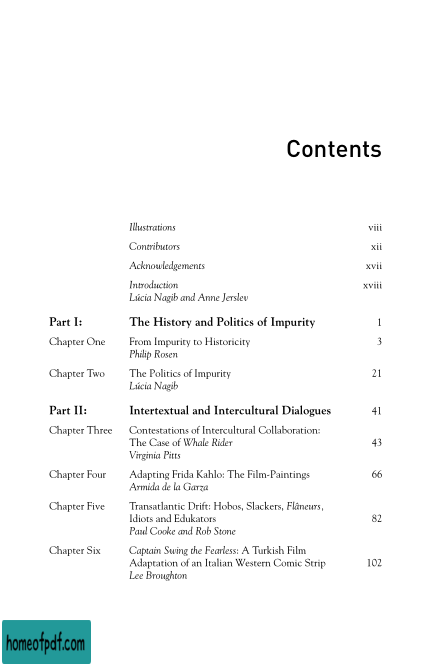 Contents
Illustrations viii
Contributors xii
Acknowledgements xvii
Introduction xviii
Lúcia Nagib and Anne Jerslev
Part I: The History and Politics of Impurity 1
Chapter One From Impurity to Historicity 3
Philip Rosen
Chapter Two The Politics of Impurity 21
Lúcia Nagib
Part II: Intertextual and Intercultural Dialogues 41
Chapter Three Contestations of Intercultural Collaboration:
The Case of Whale Rider 43
Virginia Pitts
Chapter Four Adapting Frida Kahlo: The Film-Paintings 66
Armida de la Garza
Chapter Five Transatlantic Drift: Hobos, Slackers, Flâneurs,
Idiots and Edukators 82
Paul Cooke and Rob Stone
Chapter Six Captain Swing the Fearless: A Turkish Film
Adaptation of an Italian Western Comic Strip 102
Lee Broughton
homeofpdf.com